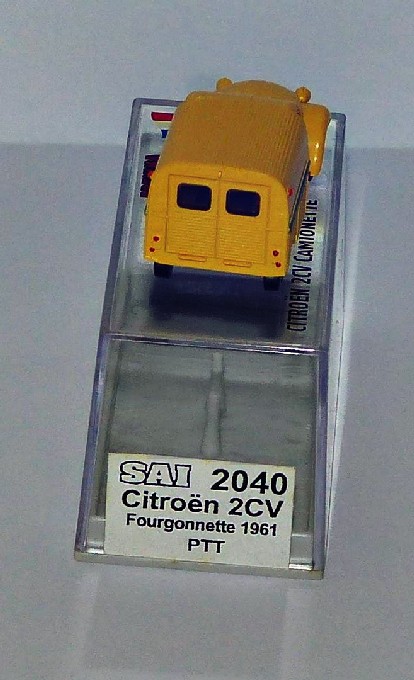 CITROEN 2CV CAMIONETTE
SAI 2040
Citroën 2CV
Fourgonnette 1961
PTT